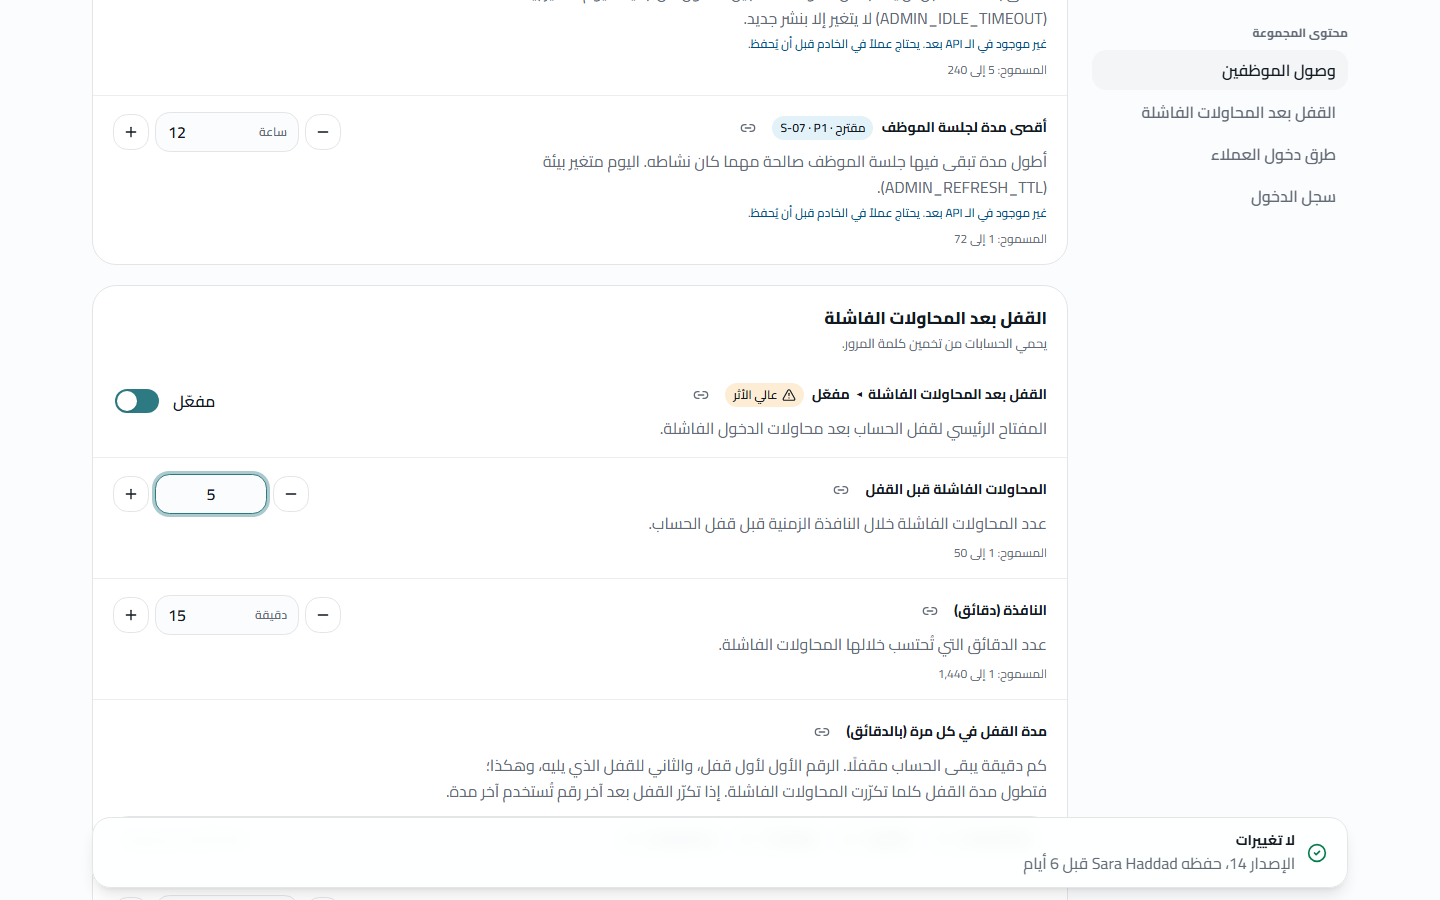 محتوى المجموعة
وصول الموظفين
القفل بعد المحاولات الفاشلة
طرق دخول العملاء
سجل الدخول
(ADMIN_IDLE_TIMEOUT) لا يتغير إلا بنشر جديد.
غير موجود في الـ API بعد. يحتاج عملاً في الخادم قبل أن يُحفظ.
المسموح: 5 إلى 240
أقصى مدة لجلسة الموظف مقترح · S-07 · P1
ساعة 12
أطول مدة تبقى فيها جلسة الموظف صالحة مهما كان نشاطه. اليوم متغير بيئة
(ADMIN_REFRESH_TTL).
غير موجود في الـ API بعد. يحتاج عملاً في الخادم قبل أن يُحفظ.
المسموح: 1 إلى 72
القفل بعد المحاولات الفاشلة
يحمي الحسابات من تخمين كلمة المرور.
القفل بعد المحاولات الفاشلة ◂ مفعّل عالي الأثر
مفعّل
المفتاح الرئيسي لقفل الحساب بعد محاولات الدخول الفاشلة.
المحاولات الفاشلة قبل القفل
5
عدد المحاولات الفاشلة خلال النافذة الزمنية قبل قفل الحساب.
المسموح: 1 إلى 50
النافذة (دقائق)
دقيقة 15
عدد الدقائق التي تُحتسب خلالها المحاولات الفاشلة.
المسموح: 1 إلى 1,440
مدة القفل في كل مرة (بالدقائق)
كم دقيقة يبقى الحساب مقفلًا. الرقم الأول لأول قفل، والثاني للقفل الذي يليه، وهكذا؛
فتطول مدة القفل كلما تكرّرت المحاولات الفاشلة. إذا تكرّر القفل بعد آخر رقم تُستخدم آخر مدة.
لا تغييرات
الإصدار 14، حفظه Sara Haddad قبل 6 أيام